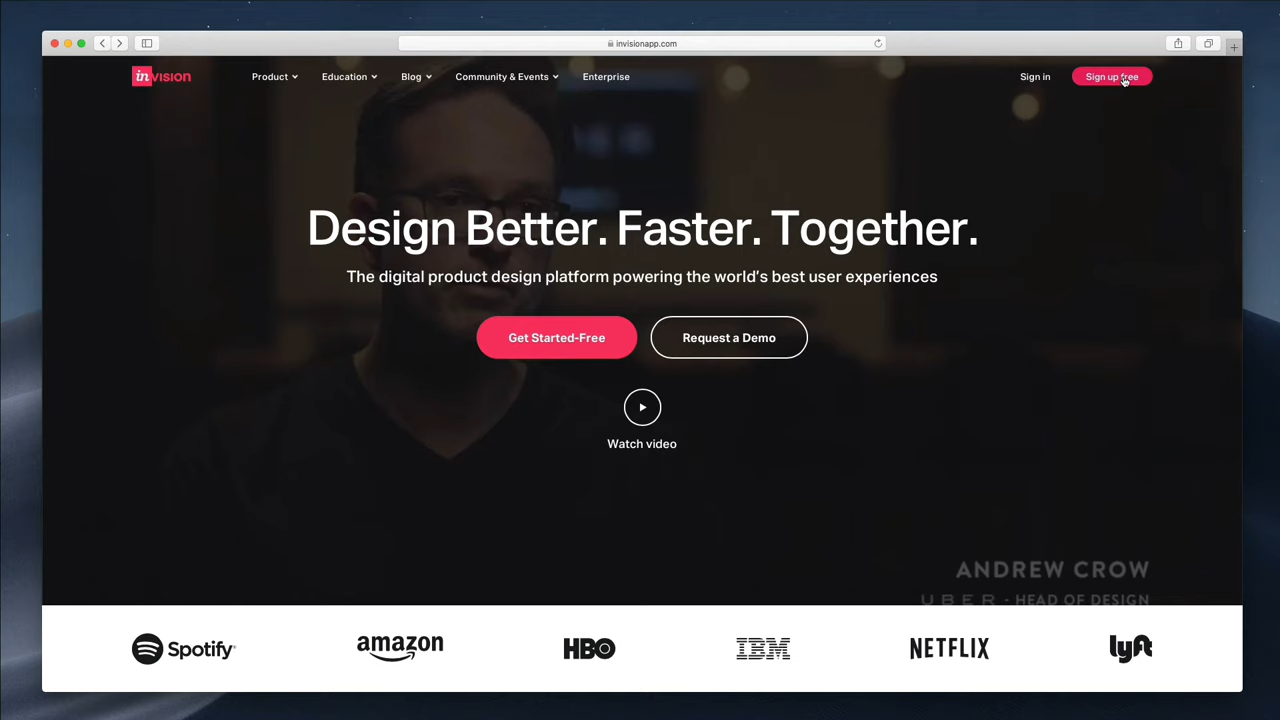 invisionapp.com
inVISION
Product
Education
Blog
Community & Events
Enterprise
Sign in
Sign up free
Design Better. Faster. Together.
The digital product design platform powering the world's best user experiences
Get Started-Free
Request a Demo
Watch video
ANDREW CROW
UBER - HEAD OF DESIGN
Spotify
amazon
HBO
IBM
NETFLIX
lyft